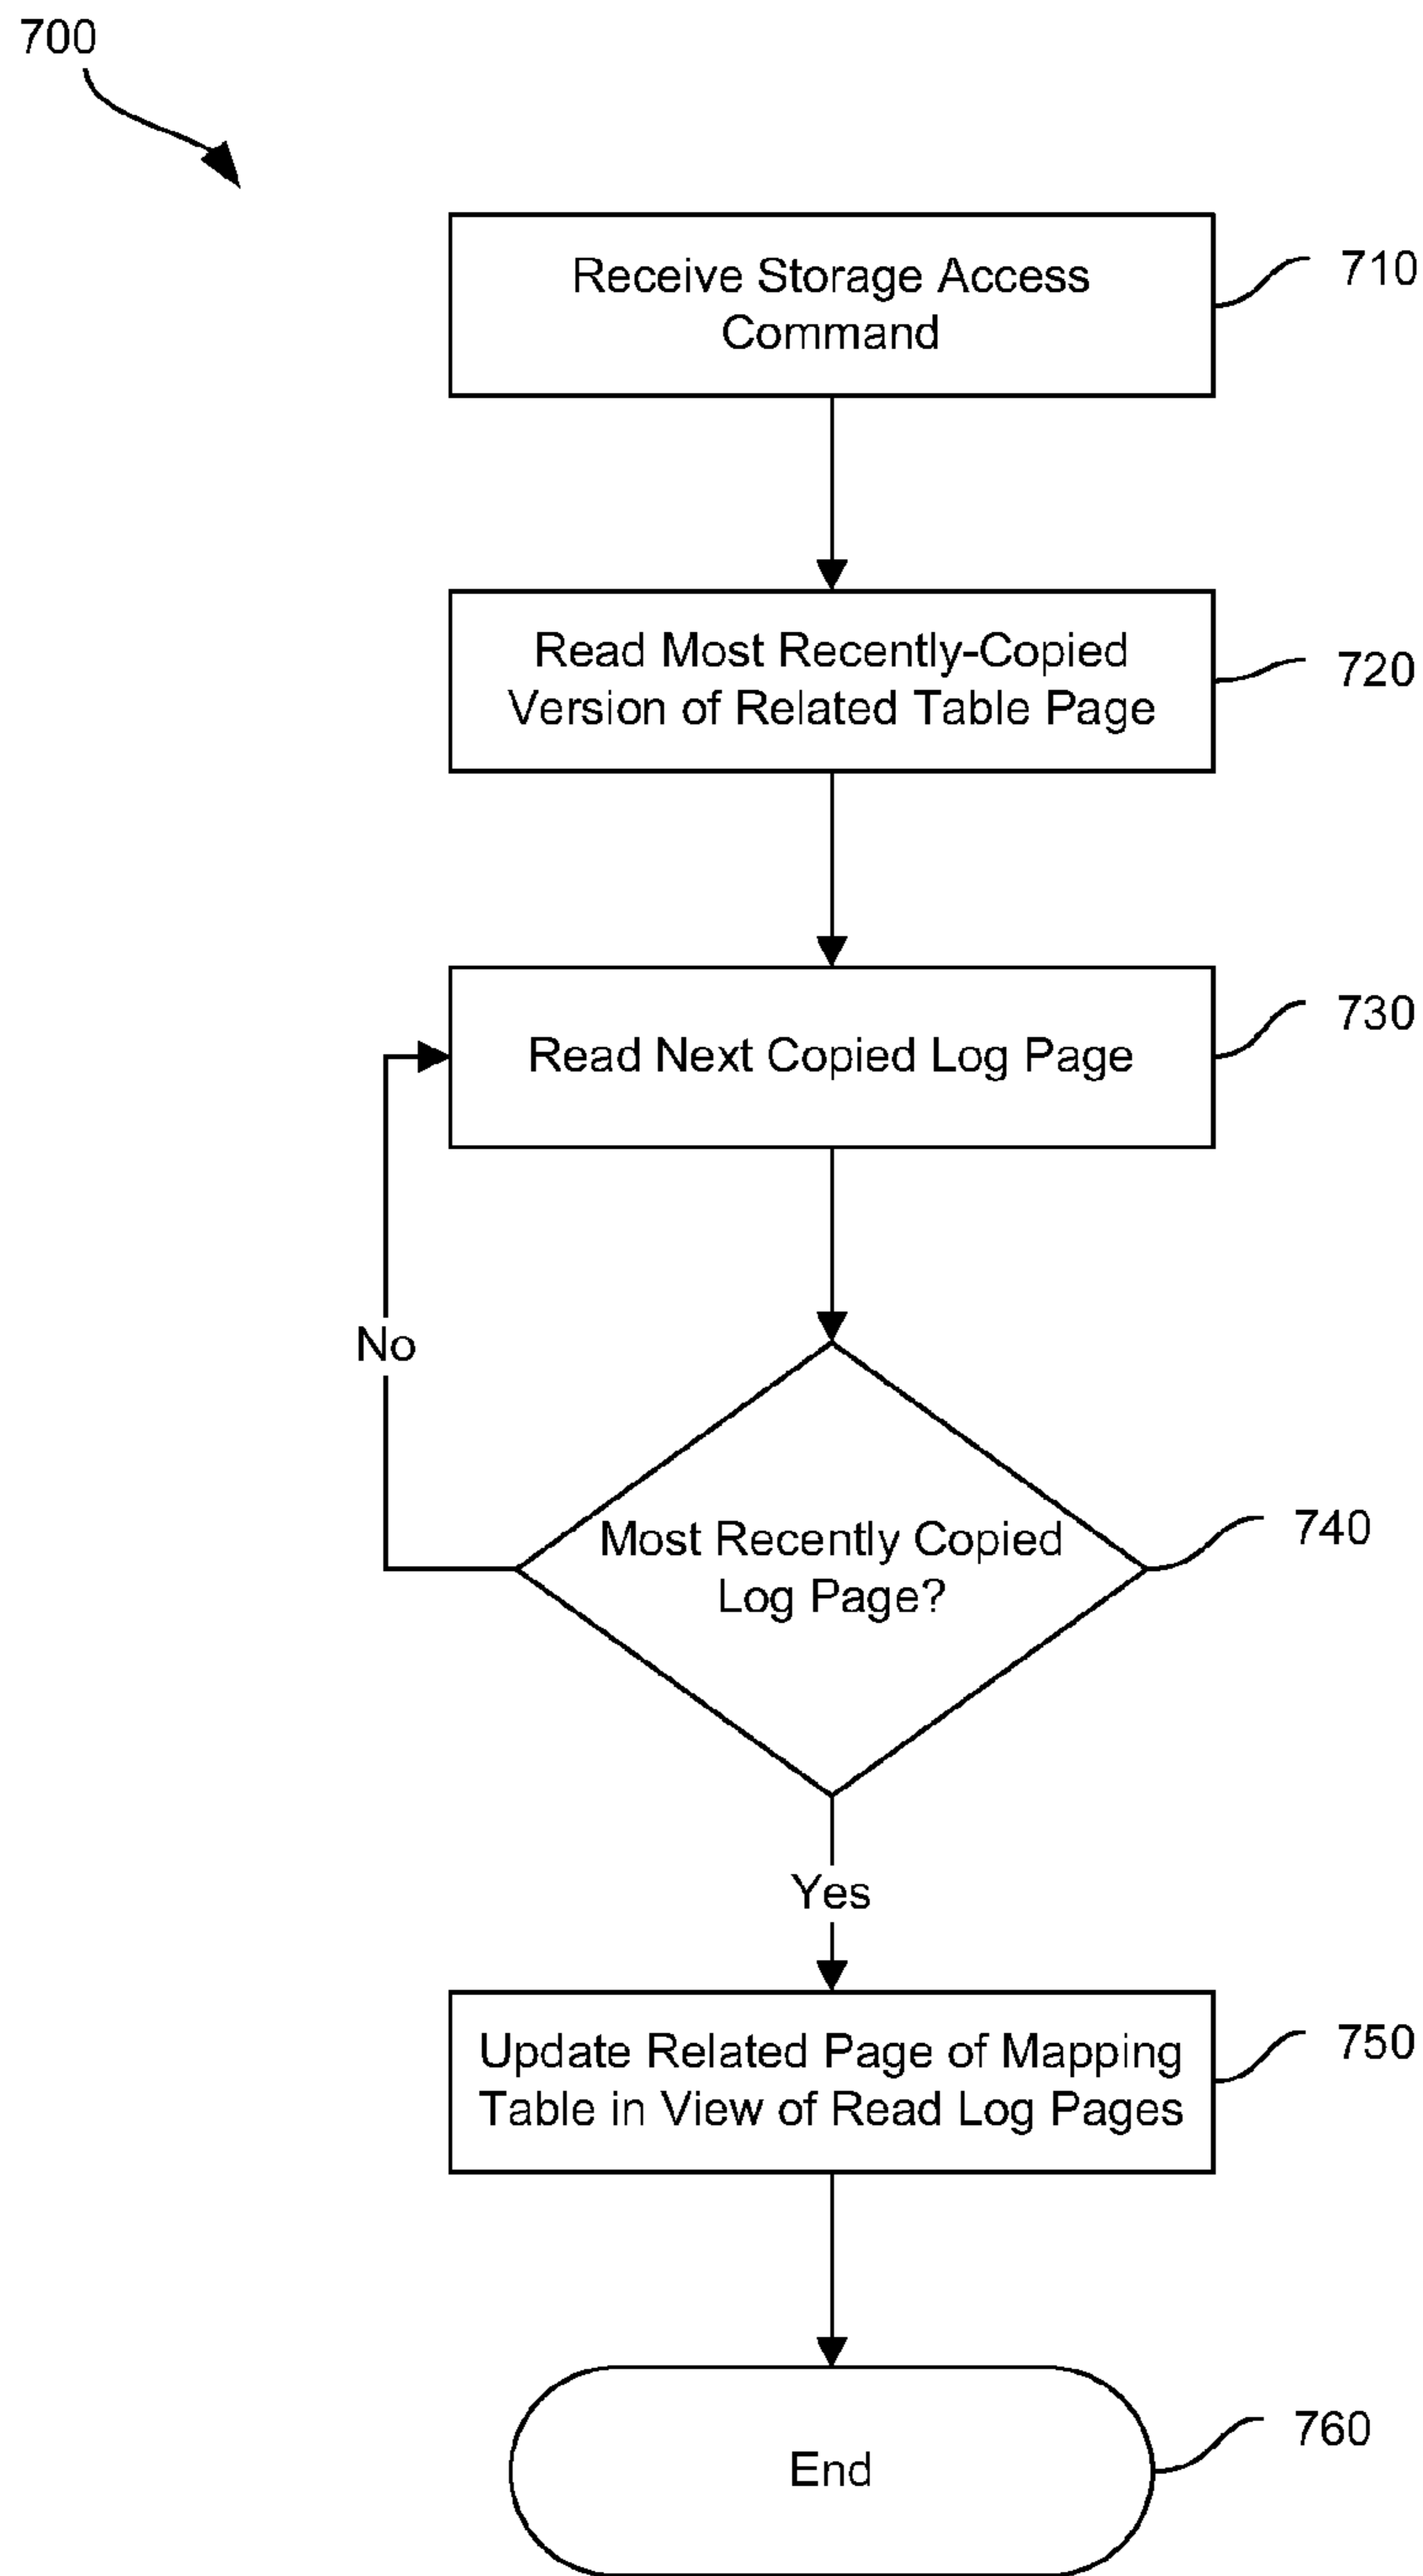 700
Receive Storage Access
Command
710
Read Most Recently-Copied
Version of Related Table Page
720
Read Next Copied Log Page
730
No
Most Recently Copied
Log Page?
740
Yes
Update Related Page of Mapping
Table in View of Read Log Pages
750
End
760